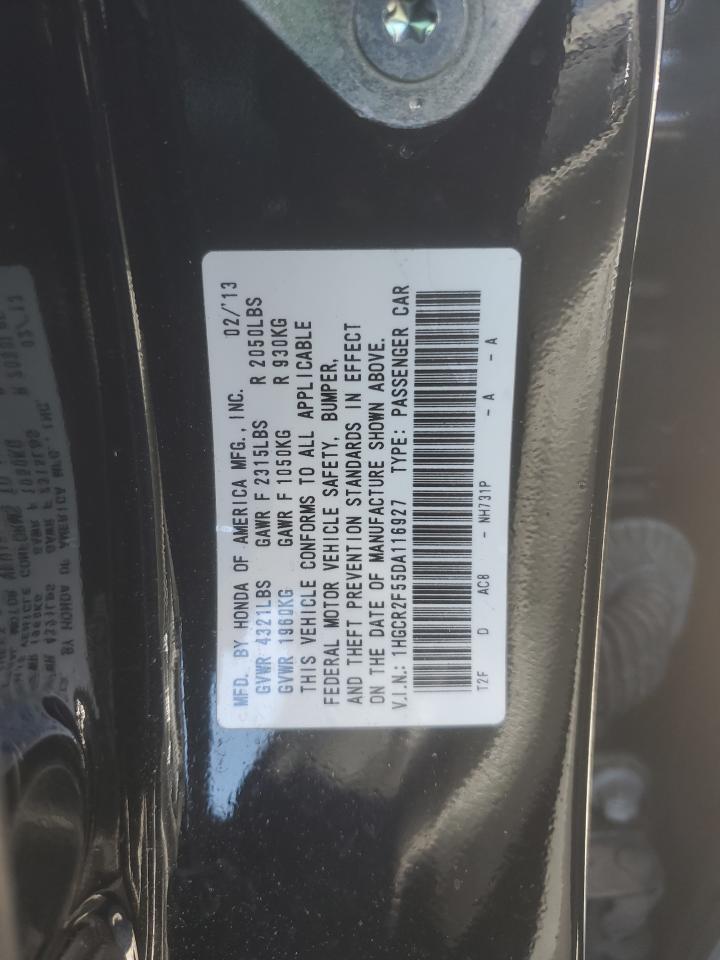 MFD. BY HONDA OF AMERICA MFG., INC. 02/'13
GVWR 4321LBS GAWR F 2315LBS R 2050LBS
GVWR 1960KG GAWR F 1050KG R 930KG
THIS VEHICLE CONFORMS TO ALL APPLICABLE
FEDERAL MOTOR VEHICLE SAFETY, BUMPER,
AND THEFT PREVENTION STANDARDS IN EFFECT
ON THE DATE OF MANUFACTURE SHOWN ABOVE.
V.I.N.: 1HGCR2F55DA116927 TYPE: PASSENGER CAR
T2F D AC8 - NH731P - A - A